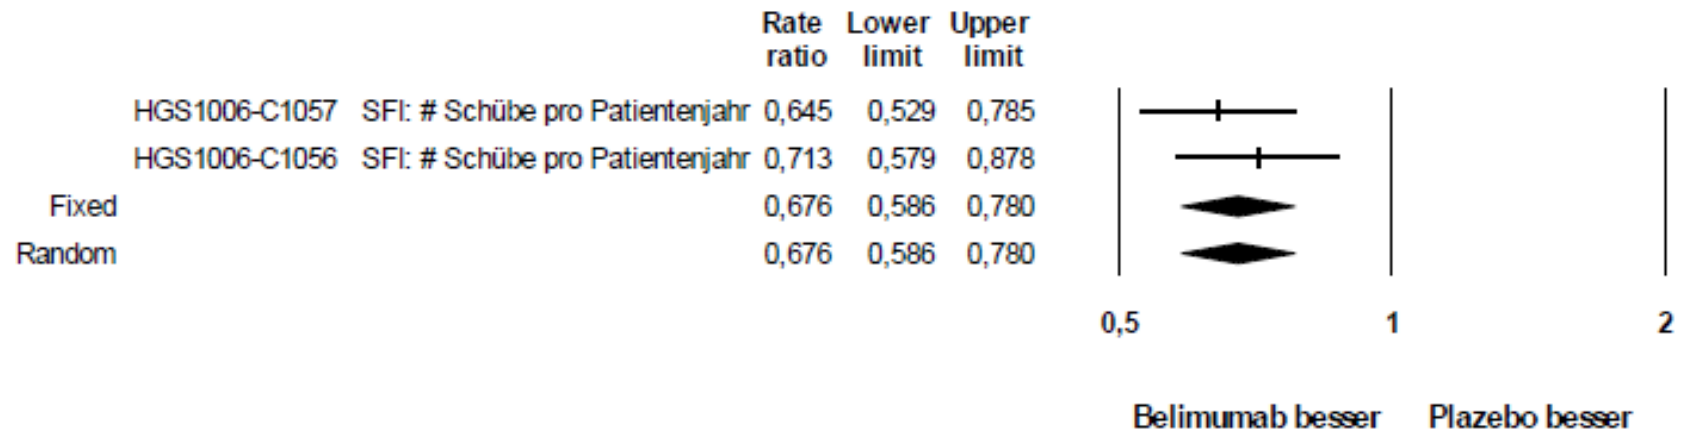 Rate Lower Upper
ratio limit limit
HGS1006-C1057 SFI: # Schübe pro Patientenjahr 0,645 0,529 0,785
HGS1006-C1056 SFI: # Schübe pro Patientenjahr 0,713 0,579 0,878
Fixed 0,676 0,586 0,780
Random 0,676 0,586 0,780
0,5 1 2
Belimumab besser Plazebo besser